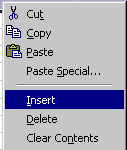 Cut
Copy
Paste
Paste Special...
Insert
Delete
Clear Contents